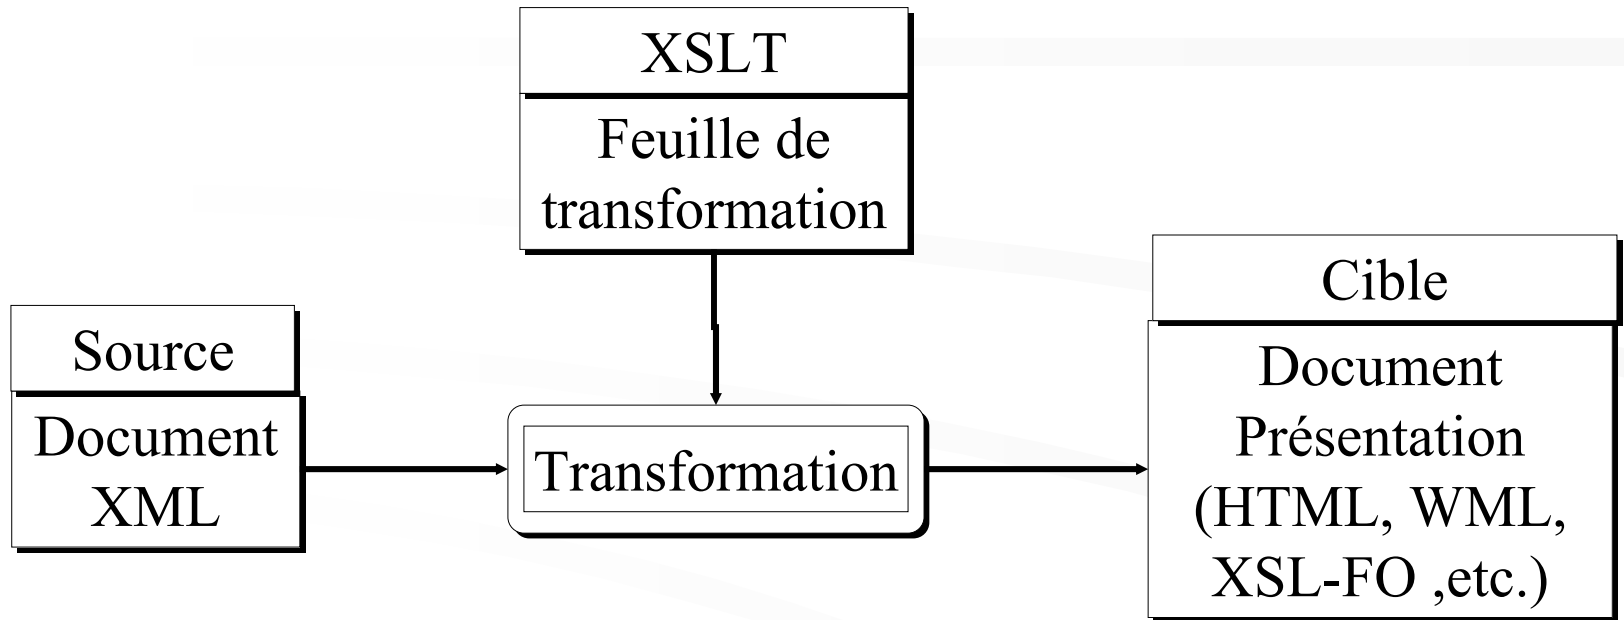 XSLT
Feuille de
transformation
Source
Document
XML
Transformation
Cible
Document
Présentation
(HTML, WML,
XSL-FO ,etc.)